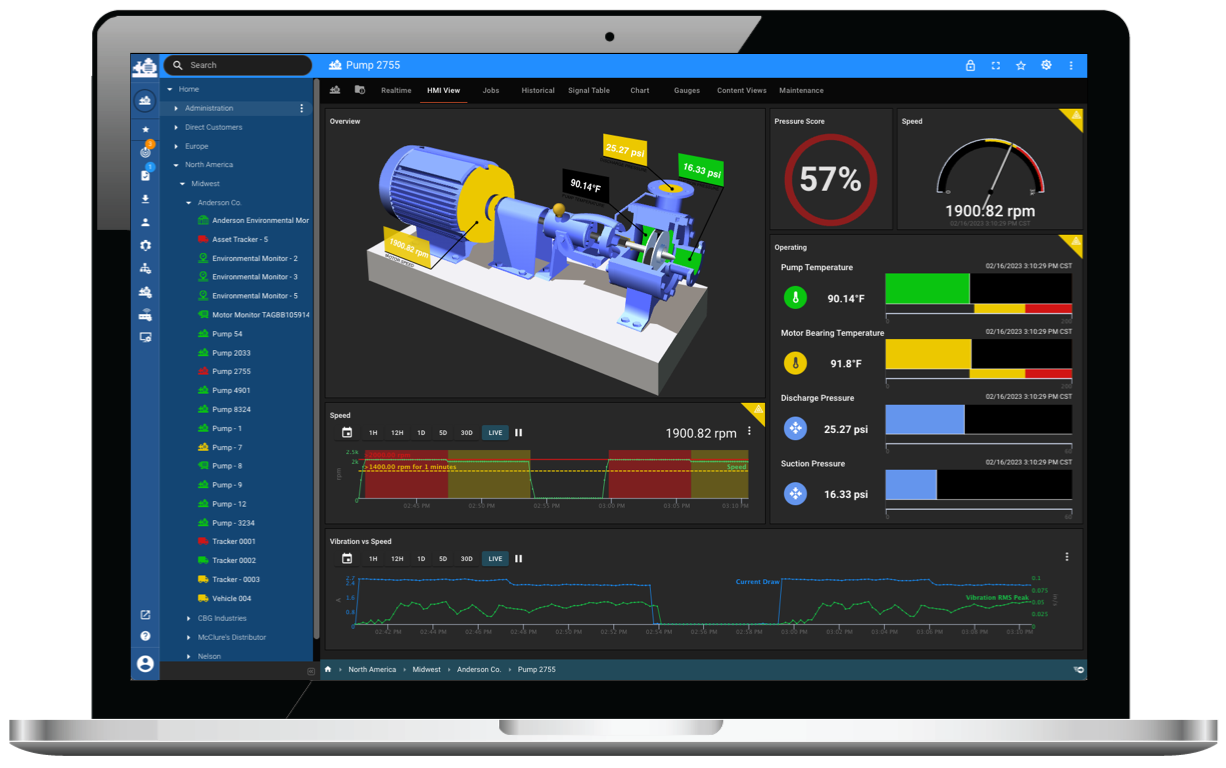 Search
Pump 2755
Home
Administration
Direct Customers
Europe
North America
Midwest
Anderson Co.
Anderson Environmental Mor
Asset Tracker - 5
Environmental Monitor - 2
Environmental Monitor - 3
Environmental Monitor - 5
Motor Monitor TAGBB105914
Pump 54
Pump 2033
Pump 2755
Pump 4901
Pump 8324
Pump - 1
Pump - 7
Pump - 8
Pump - 9
Pump - 12
Pump - 3234
Tracker 0001
Tracker 0002
Tracker - 0003
Vehicle 004
CBG Industries
McClure's Distributor
Nelson
Realtime HMI View Jobs Historical Signal Table Chart Gauges Content Views Maintenance
Overview
25.27 psi
16.33 psi
90.14°F
1900.82 rpm
MOTOR SPEED
Pressure Score
57%
Speed
1900.82 rpm
02/16/2023 3:10:29 PM CST
Operating
Pump Temperature 02/16/2023 3:10:29 PM CST
90.14°F
0 200
Motor Bearing Temperature 02/16/2023 3:10:29 PM CST
91.8°F
0 200
Discharge Pressure 02/16/2023 3:10:29 PM CST
25.27 psi
0 60
Suction Pressure 02/16/2023 3:10:29 PM CST
16.33 psi
0 60
Speed
1H 12H 1D 5D 30D LIVE 1900.82 rpm
2.5k
2k
>1400.00 rpm for 1 minutes Speed
rpm
0
02:45 PM 02:50 PM 02:55 PM 03:00 PM 03:05 PM 03:10 PM
Vibration vs Speed
1H 12H 1D 5D 30D LIVE
Current Draw
Vibration RMS Peak
1.6
0.8
0
A
0.1
0.075
0.05
0.025
0
02:42 PM 02:44 PM 02:46 PM 02:48 PM 02:50 PM 02:52 PM 02:54 PM 02:56 PM 02:58 PM 03:00 PM 03:02 PM 03:04 PM 03:06 PM 03:08 PM 03:10 PM
North America Midwest Anderson Co. Pump 2755